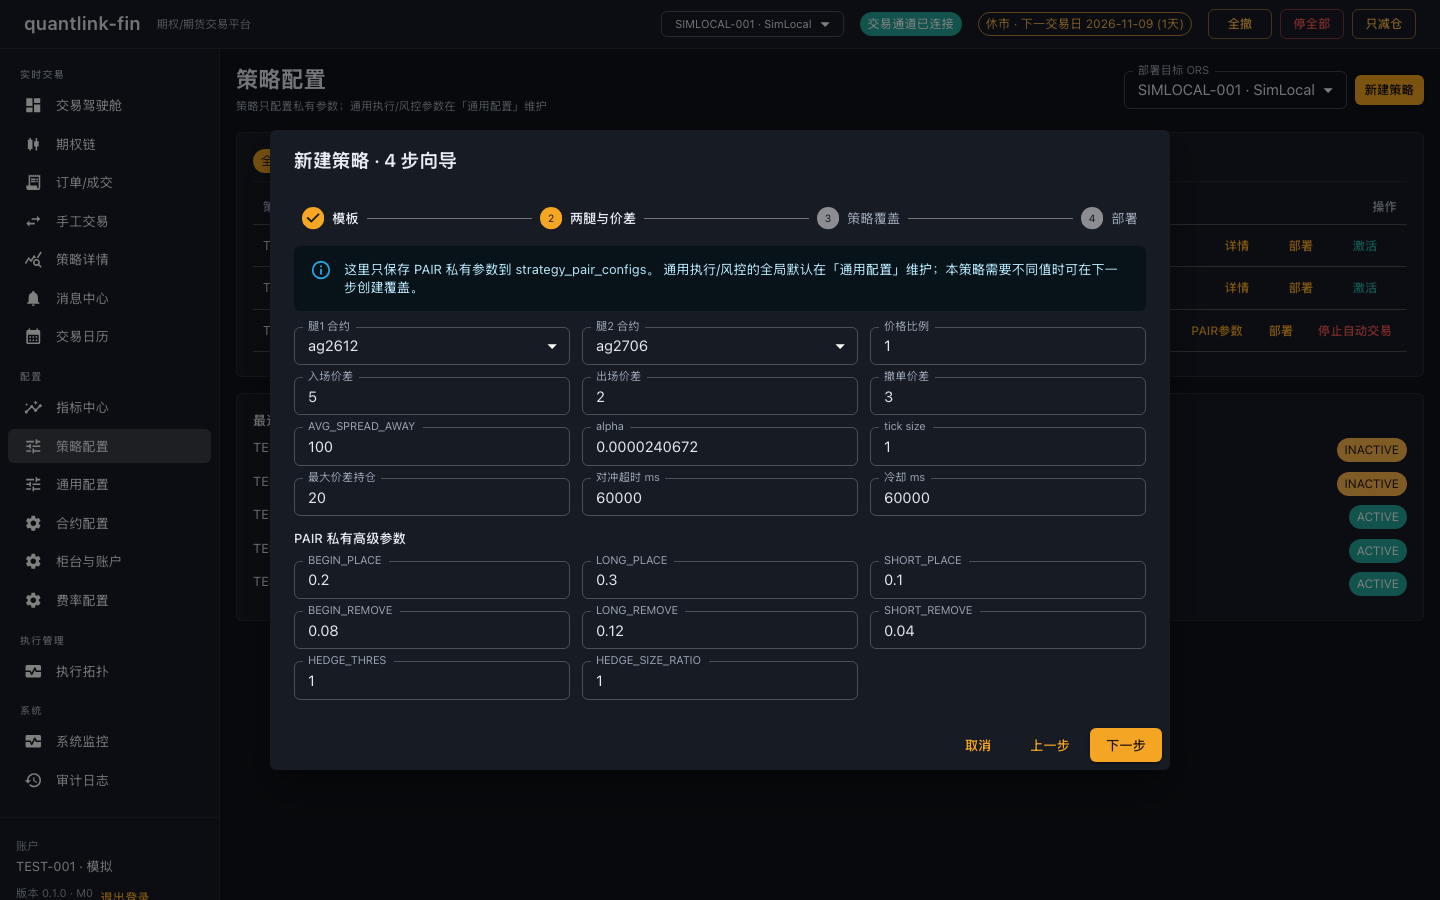 quantlink-fin 期权/期货交易平台 SIMLOCAL-001 · SimLocal 交易通道已连接 休市 · 下一交易日 2026-11-09 (1天) 全撤 停全部 只减仓
实时交易
交易驾驶舱
期权链
订单/成交
手工交易
策略详情
消息中心
交易日历
配置
指标中心
策略配置
通用配置
合约配置
柜台与账户
费率配置
执行管理
执行拓扑
系统
系统监控
审计日志
账户
TEST-001 · 模拟
版本 0.1.0 · M0 退出登录
策略配置
策略只配置私有参数；通用执行/风控参数在「通用配置」维护
部署目标 ORS
SIMLOCAL-001 · SimLocal 新建策略
操作
详情 部署 激活
详情 部署 激活
PAIR参数 部署 停止自动交易
TE INACTIVE
TE INACTIVE
TE ACTIVE
TE ACTIVE
TE ACTIVE
新建策略 · 4 步向导
模板 2 两腿与价差 3 策略覆盖 4 部署
这里只保存 PAIR 私有参数到 strategy_pair_configs。 通用执行/风控的全局默认在「通用配置」维护；本策略需要不同值时可在下一
步创建覆盖。
腿1 合约 腿2 合约 价格比例
ag2612 ag2706 1
入场价差 出场价差 撤单价差
5 2 3
AVG_SPREAD_AWAY alpha tick size
100 0.0000240672 1
最大价差持仓 对冲超时 ms 冷却 ms
20 60000 60000
PAIR 私有高级参数
BEGIN_PLACE LONG_PLACE SHORT_PLACE
0.2 0.3 0.1
BEGIN_REMOVE LONG_REMOVE SHORT_REMOVE
0.08 0.12 0.04
HEDGE_THRES HEDGE_SIZE_RATIO
1 1
取消 上一步 下一步